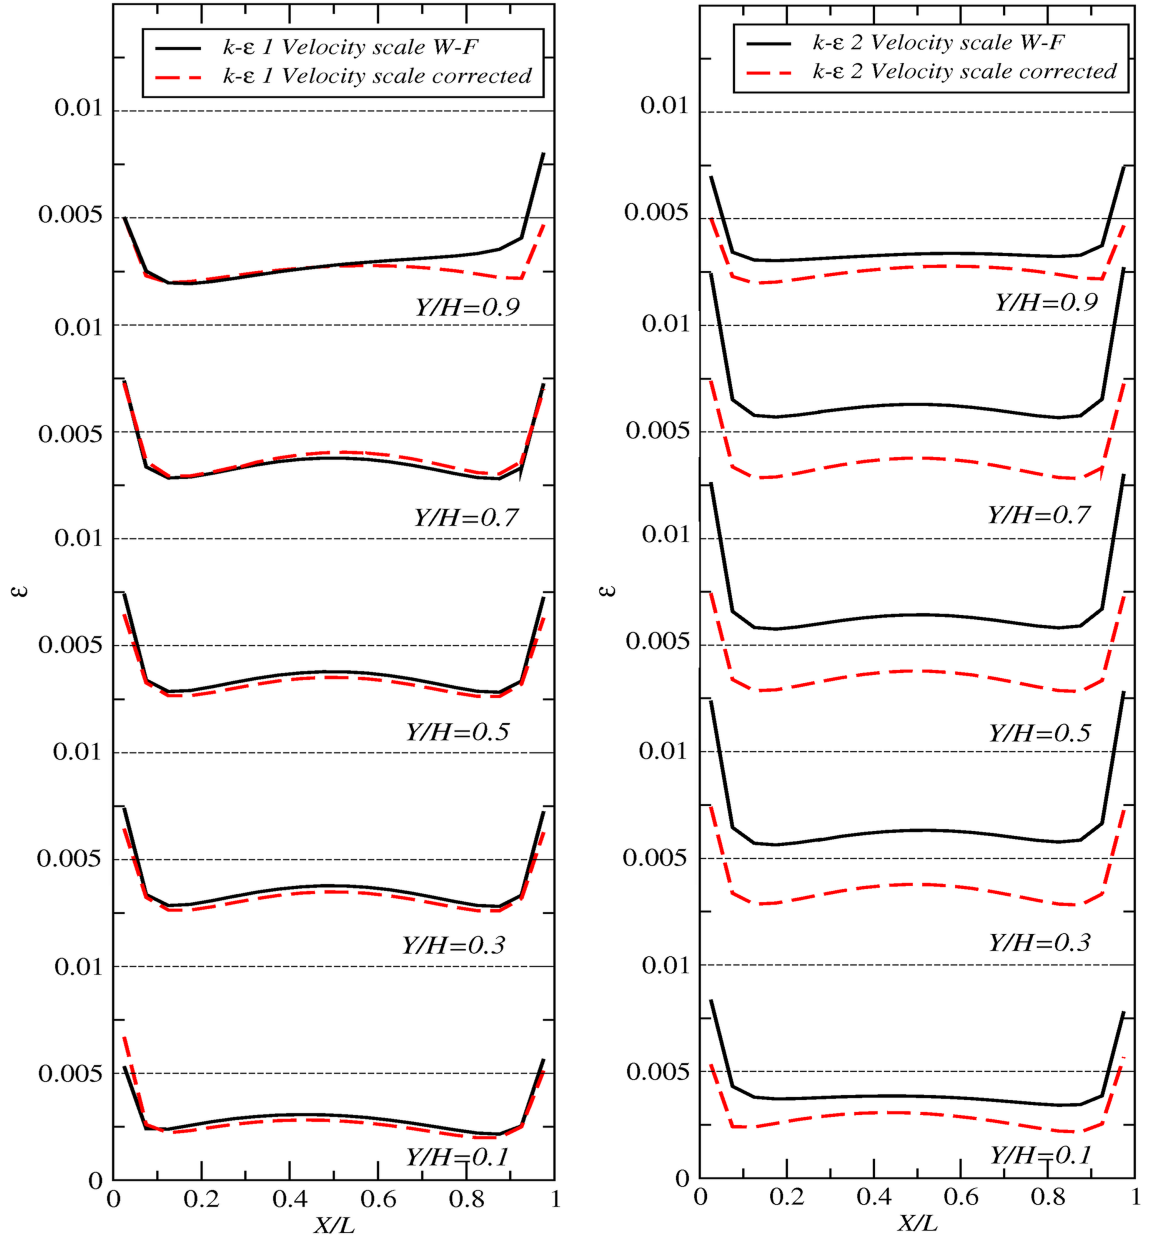 k-ε 1 Velocity scale W-F
k-ε 1 Velocity scale corrected
0.01
0.005
Y/H=0.9
0.01
0.005
Y/H=0.7
0.01
ε
0.005
Y/H=0.5
0.01
0.005
Y/H=0.3
0.01
0.005
Y/H=0.1
0
0 0.2 0.4 0.6 0.8 1
X/L
k-ε 2 Velocity scale W-F
k-ε 2 Velocity scale corrected
0.01
0.005
Y/H=0.9
0.01
0.005
Y/H=0.7
0.01
ε
0.005
Y/H=0.5
0.01
0.005
Y/H=0.3
0.01
0.005
Y/H=0.1
0
0 0.2 0.4 0.6 0.8 1
X/L